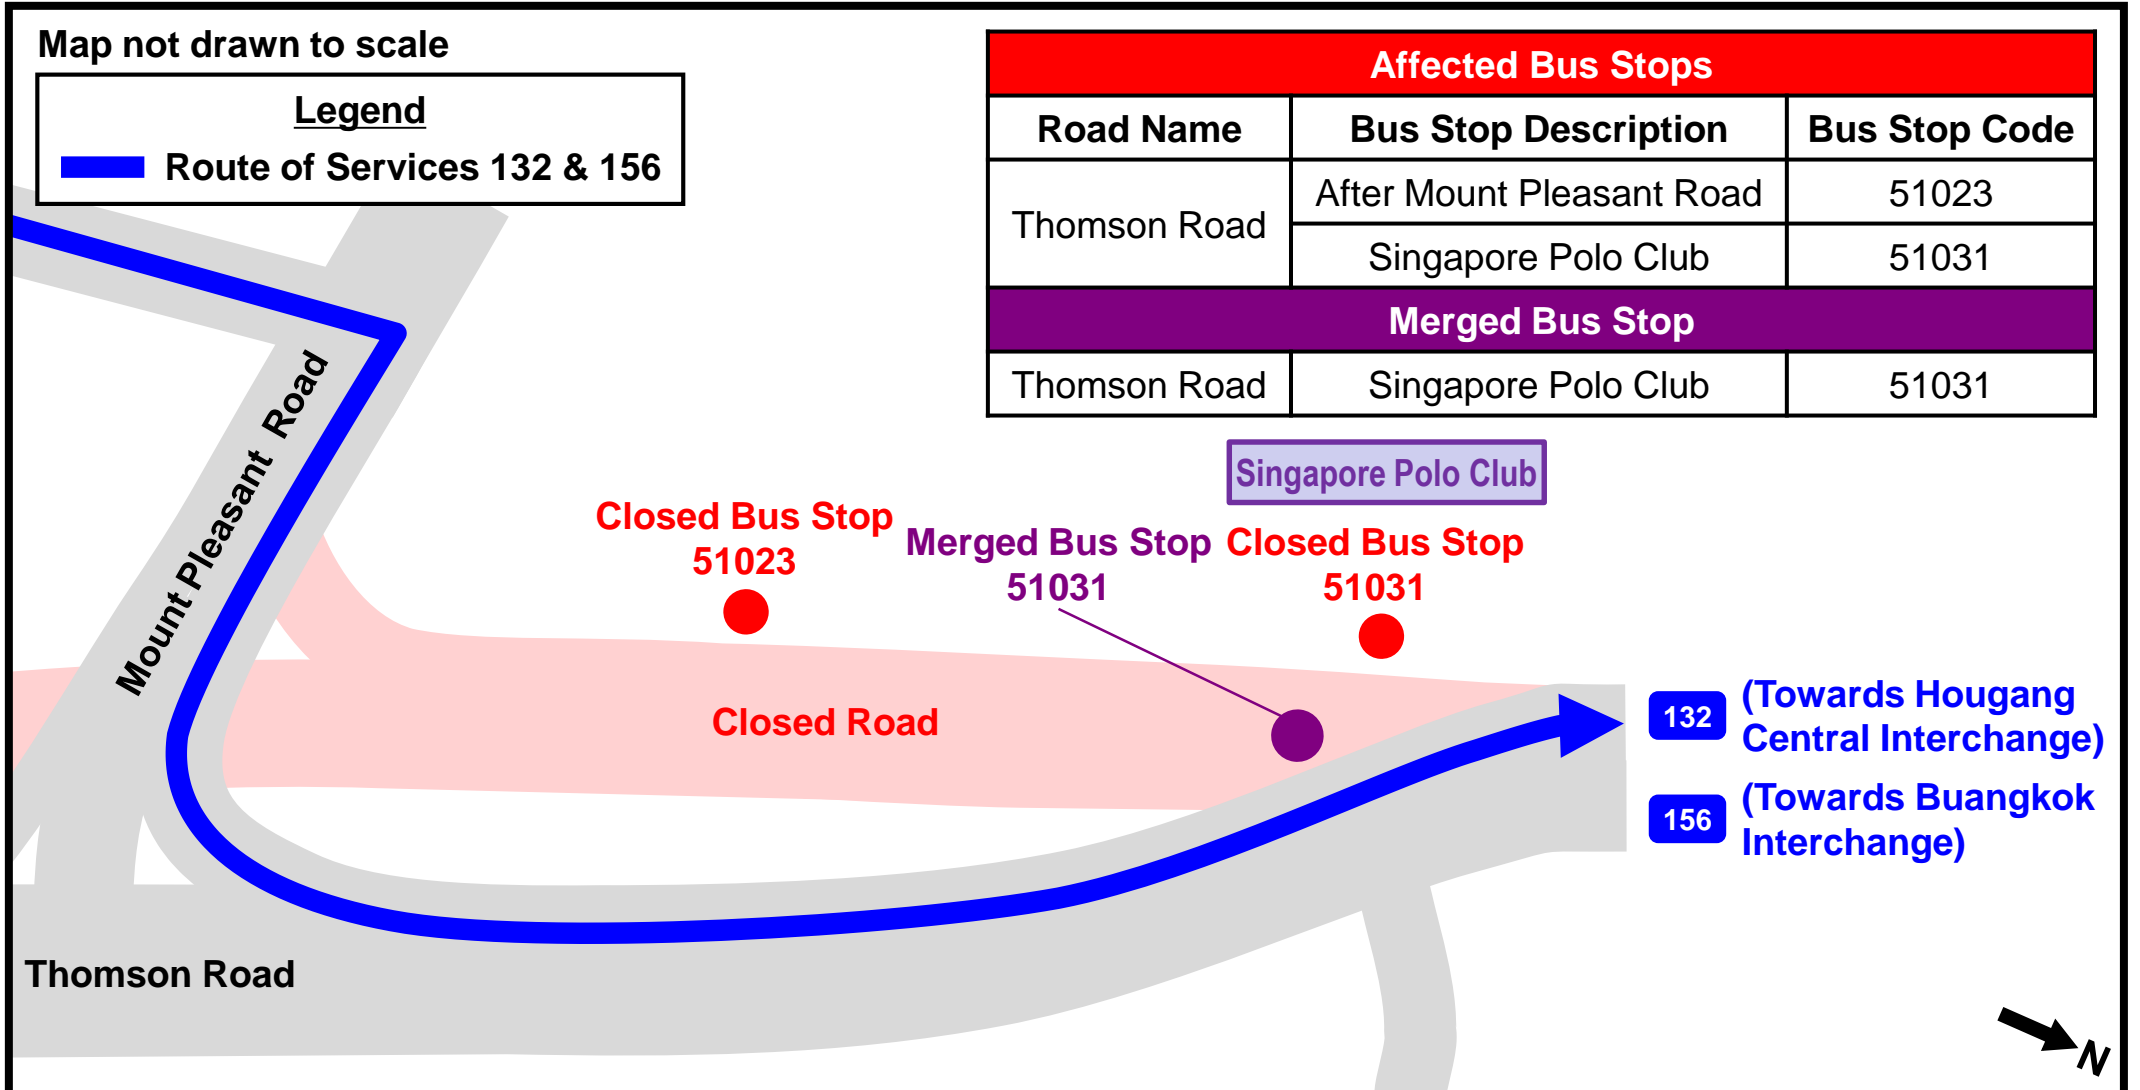 Map not drawn to scale
Legend
Route of Services 132 & 156
Affected Bus Stops
Road Name Bus Stop Description Bus Stop Code
Thomson Road
After Mount Pleasant Road 51023
Singapore Polo Club 51031
Merged Bus Stop
Thomson Road Singapore Polo Club 51031
Singapore Polo Club
Mount Pleasant Road
Closed Bus Stop
51023
Merged Bus Stop
51031
Closed Bus Stop
51031
Closed Road
132
(Towards Hougang
Central Interchange)
156
(Towards Buangkok
Interchange)
Thomson Road
N